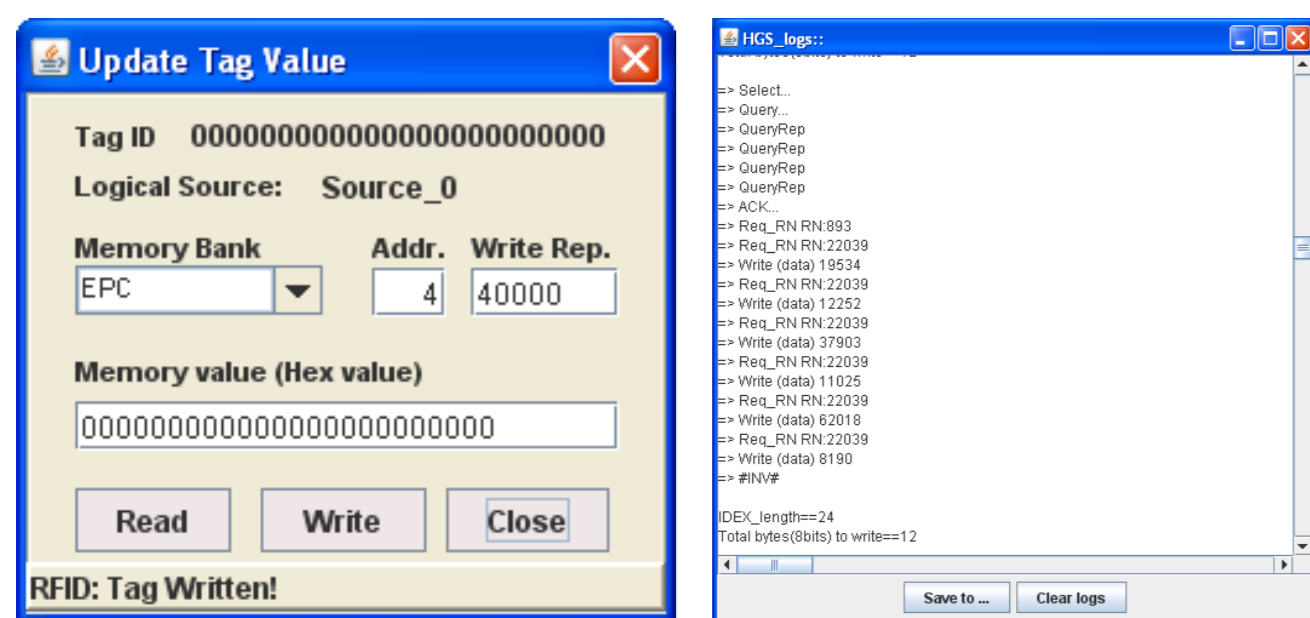 Update Tag Value
Tag ID 000000000000000000000000
Logical Source: Source_0
Memory Bank Addr. Write Rep.
EPC 4 40000
Memory value (Hex value)
000000000000000000000000
Read Write Close
RFID: Tag Written!
HGS_logs::
=> Select...
=> Query...
=> QueryRep
=> QueryRep
=> QueryRep
=> QueryRep
=> ACK...
=> Req_RN RN:893
=> Req_RN RN:22039
=> Write (data) 19534
=> Req_RN RN:22039
=> Write (data) 12252
=> Req_RN RN:22039
=> Write (data) 37903
=> Req_RN RN:22039
=> Write (data) 11025
=> Req_RN RN:22039
=> Write (data) 62018
=> Req_RN RN:22039
=> Write (data) 8190
=> #INV#
IDEX_length==24
Total bytes(8bits) to write==12
Save to ... Clear logs